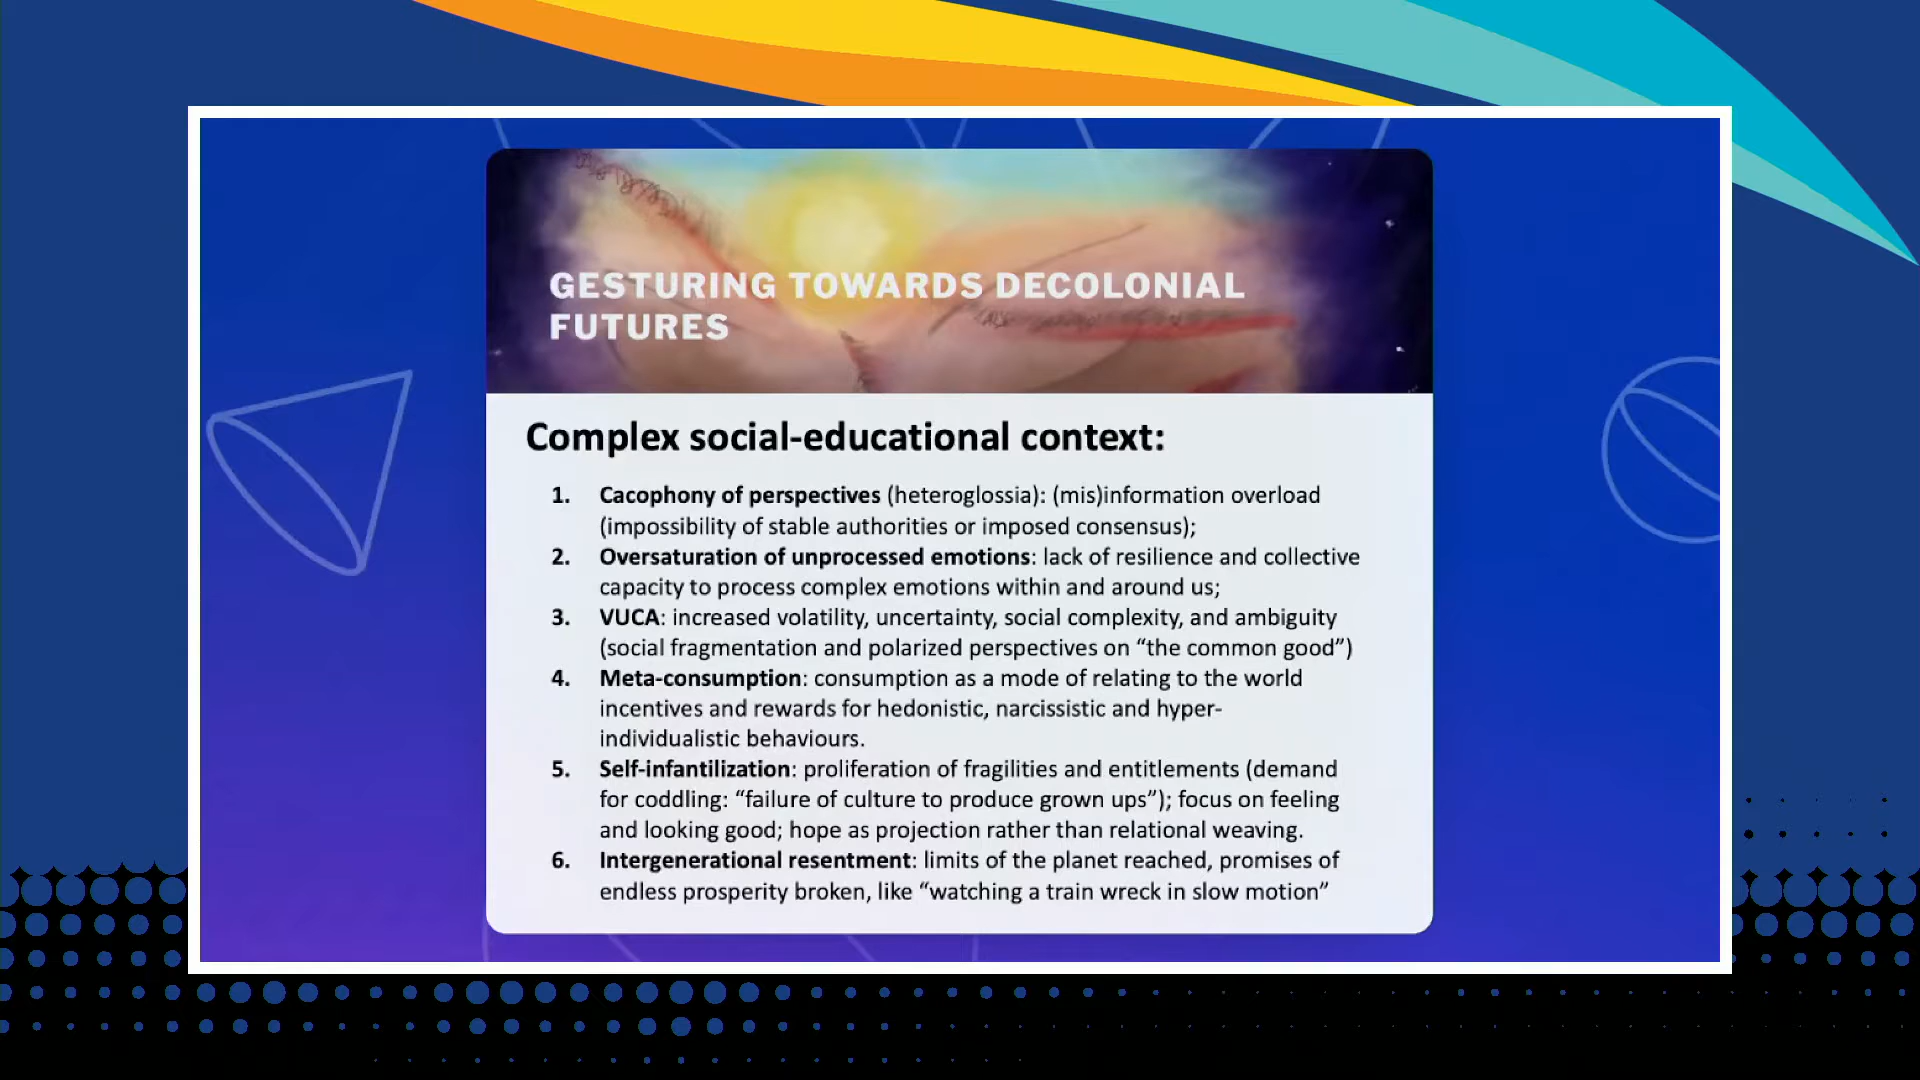 GESTURING TOWARDS DECOLONIAL
FUTURES
Complex social-educational context:
1. Cacophony of perspectives (heteroglossia): (mis)information overload
(impossibility of stable authorities or imposed consensus);
2. Oversaturation of unprocessed emotions: lack of resilience and collective
capacity to process complex emotions within and around us;
3. VUCA: increased volatility, uncertainty, social complexity, and ambiguity
(social fragmentation and polarized perspectives on “the common good”)
4. Meta-consumption: consumption as a mode of relating to the world
incentives and rewards for hedonistic, narcissistic and hyper-
individualistic behaviours.
5. Self-infantilization: proliferation of fragilities and entitlements (demand
for coddling: “failure of culture to produce grown ups”); focus on feeling
and looking good; hope as projection rather than relational weaving.
6. Intergenerational resentment: limits of the planet reached, promises of
endless prosperity broken, like “watching a train wreck in slow motion”